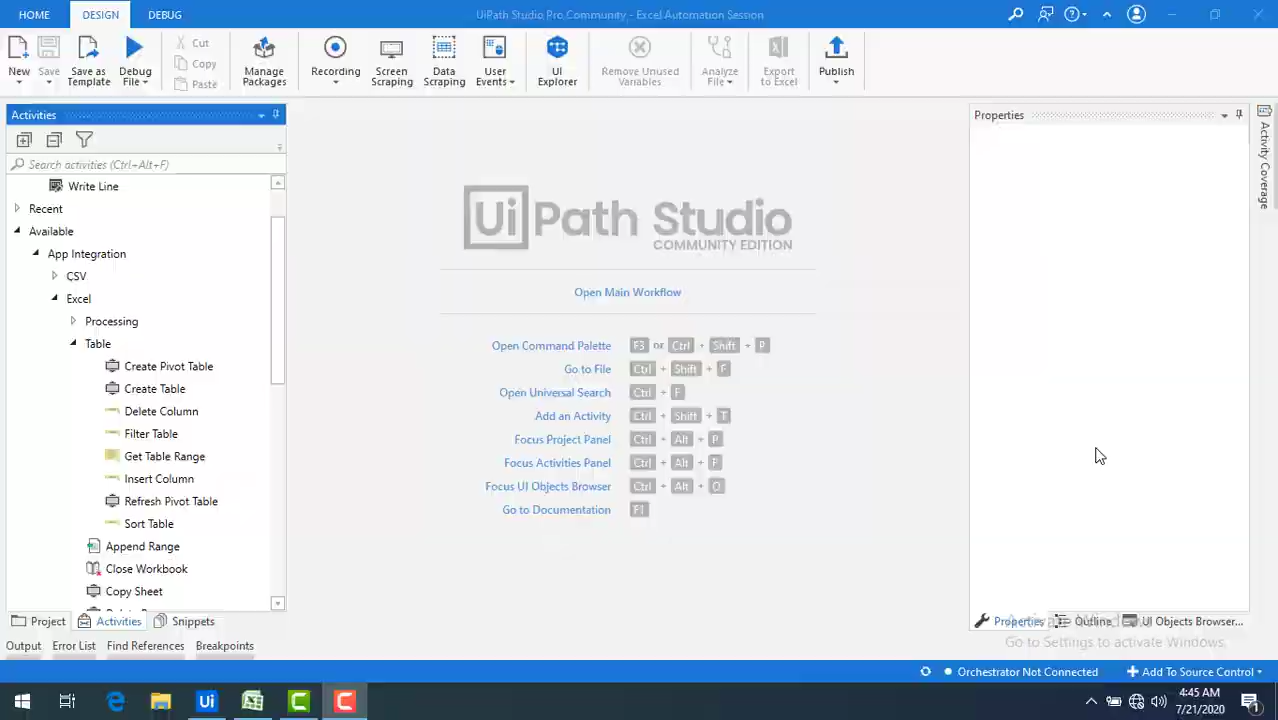 HOME DESIGN DEBUG UiPath Studio Pro Community - Excel Automation Session
New Save Save as Template Debug File Cut Copy Paste Manage Packages Recording Screen Scraping Data Scraping User Events UI Explorer Remove Unused Variables Analyze File Export to Excel Publish
Activities
Search activities (Ctrl+Alt+F)
Write Line
Recent
Available
App Integration
CSV
Excel
Processing
Table
Create Pivot Table
Create Table
Delete Column
Filter Table
Get Table Range
Insert Column
Refresh Pivot Table
Sort Table
Append Range
Close Workbook
Copy Sheet
Project Activities Snippets
UiPath Studio
COMMUNITY EDITION
Open Main Workflow
Open Command Palette F3 or Ctrl + Shift + P
Go to File Ctrl + Shift + F
Open Universal Search Ctrl + F
Add an Activity Ctrl + Shift + T
Focus Project Panel Ctrl + Alt + P
Focus Activities Panel Ctrl + Alt + F
Focus UI Objects Browser Ctrl + Alt + O
Go to Documentation F1
Properties
Activity Coverage
Properties Outline UI Objects Browser...
Activate Windows
Go to Settings to activate Windows.
Output Error List Find References Breakpoints
Orchestrator Not Connected Add To Source Control
4:45 AM
7/21/2020